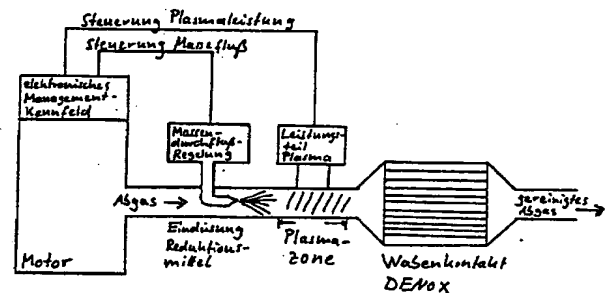 Steuerung Plasmaleistung
Steuerung Massefluß
elektronisches
Management-
Kennfeld
Massen-
durchfluß-
Regelung
Leistungs-
teil
Plasma
Abgas
gereinigtes
Abgas
Eindüsung
Reduktions-
mittel
Plasma-
zone
Motor
Wabenkontakt
DENOX